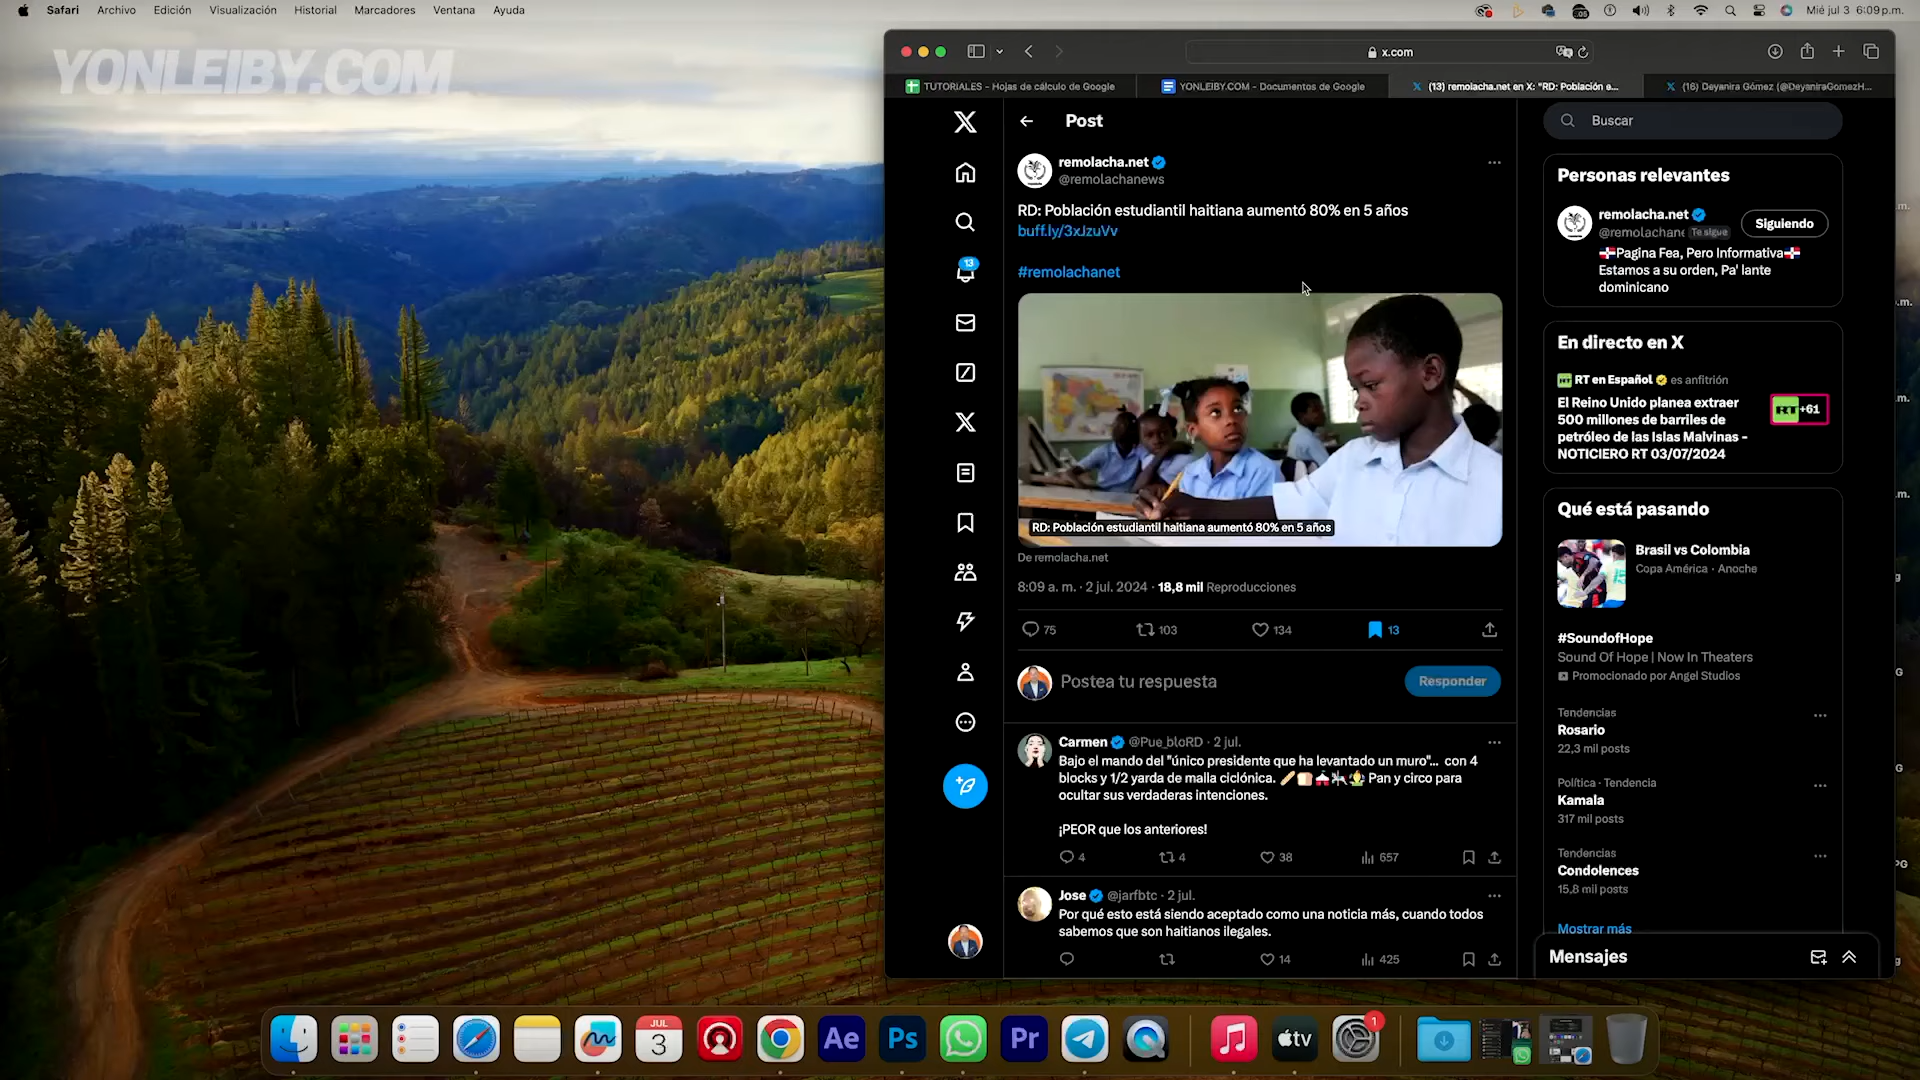 Safari Archivo Edición Visualización Historial Marcadores Ventana Ayuda
Mié jul 3 6:09 p.m.
YONLEIBY.COM
x.com
TUTORIALES - Hojas de cálculo de Google
YONLEIBY.COM - Documentos de Google
(13) remolacha.net en X: "RD: Población e...
(16) Deyanira Gómez (@DeyaniraGomezH...
Post
remolacha.net
@remolachanews
RD: Población estudiantil haitiana aumentó 80% en 5 años
buff.ly/3xJzuVv
#remolachanet
RD: Población estudiantil haitiana aumentó 80% en 5 años
De remolacha.net
8:09 a. m. · 2 jul. 2024 · 18,8 mil Reproducciones
75 103 134 13
Postea tu respuesta
Responder
Carmen @Pue_bloRD · 2 jul.
Bajo el mando del "único presidente que ha levantado un muro"... con 4
blocks y 1/2 yarda de malla ciclónica. Pan y circo para
ocultar sus verdaderas intenciones.
¡PEOR que los anteriores!
4 4 38 657
Jose @jarfbtc · 2 jul.
Por qué esto está siendo aceptado como una noticia más, cuando todos
sabemos que son haitianos ilegales.
14 425
13
Buscar
Personas relevantes
remolacha.net
@remolachane Te sigue
Siguiendo
Pagina Fea, Pero Informativa
Estamos a su orden, Pa' lante
dominicano
En directo en X
RT en Español es anfitrión
El Reino Unido planea extraer
500 millones de barriles de
petróleo de las Islas Malvinas -
NOTICIERO RT 03/07/2024
RT +61
Qué está pasando
Brasil vs Colombia
Copa América · Anoche
#SoundofHope
Sound Of Hope | Now In Theaters
Promocionado por Angel Studios
Tendencias
Rosario
22,3 mil posts
Política · Tendencia
Kamala
317 mil posts
Tendencias
Condolences
15,8 mil posts
Mostrar más
Mensajes
JUL
3
Ae
Ps
Pr
tv
1